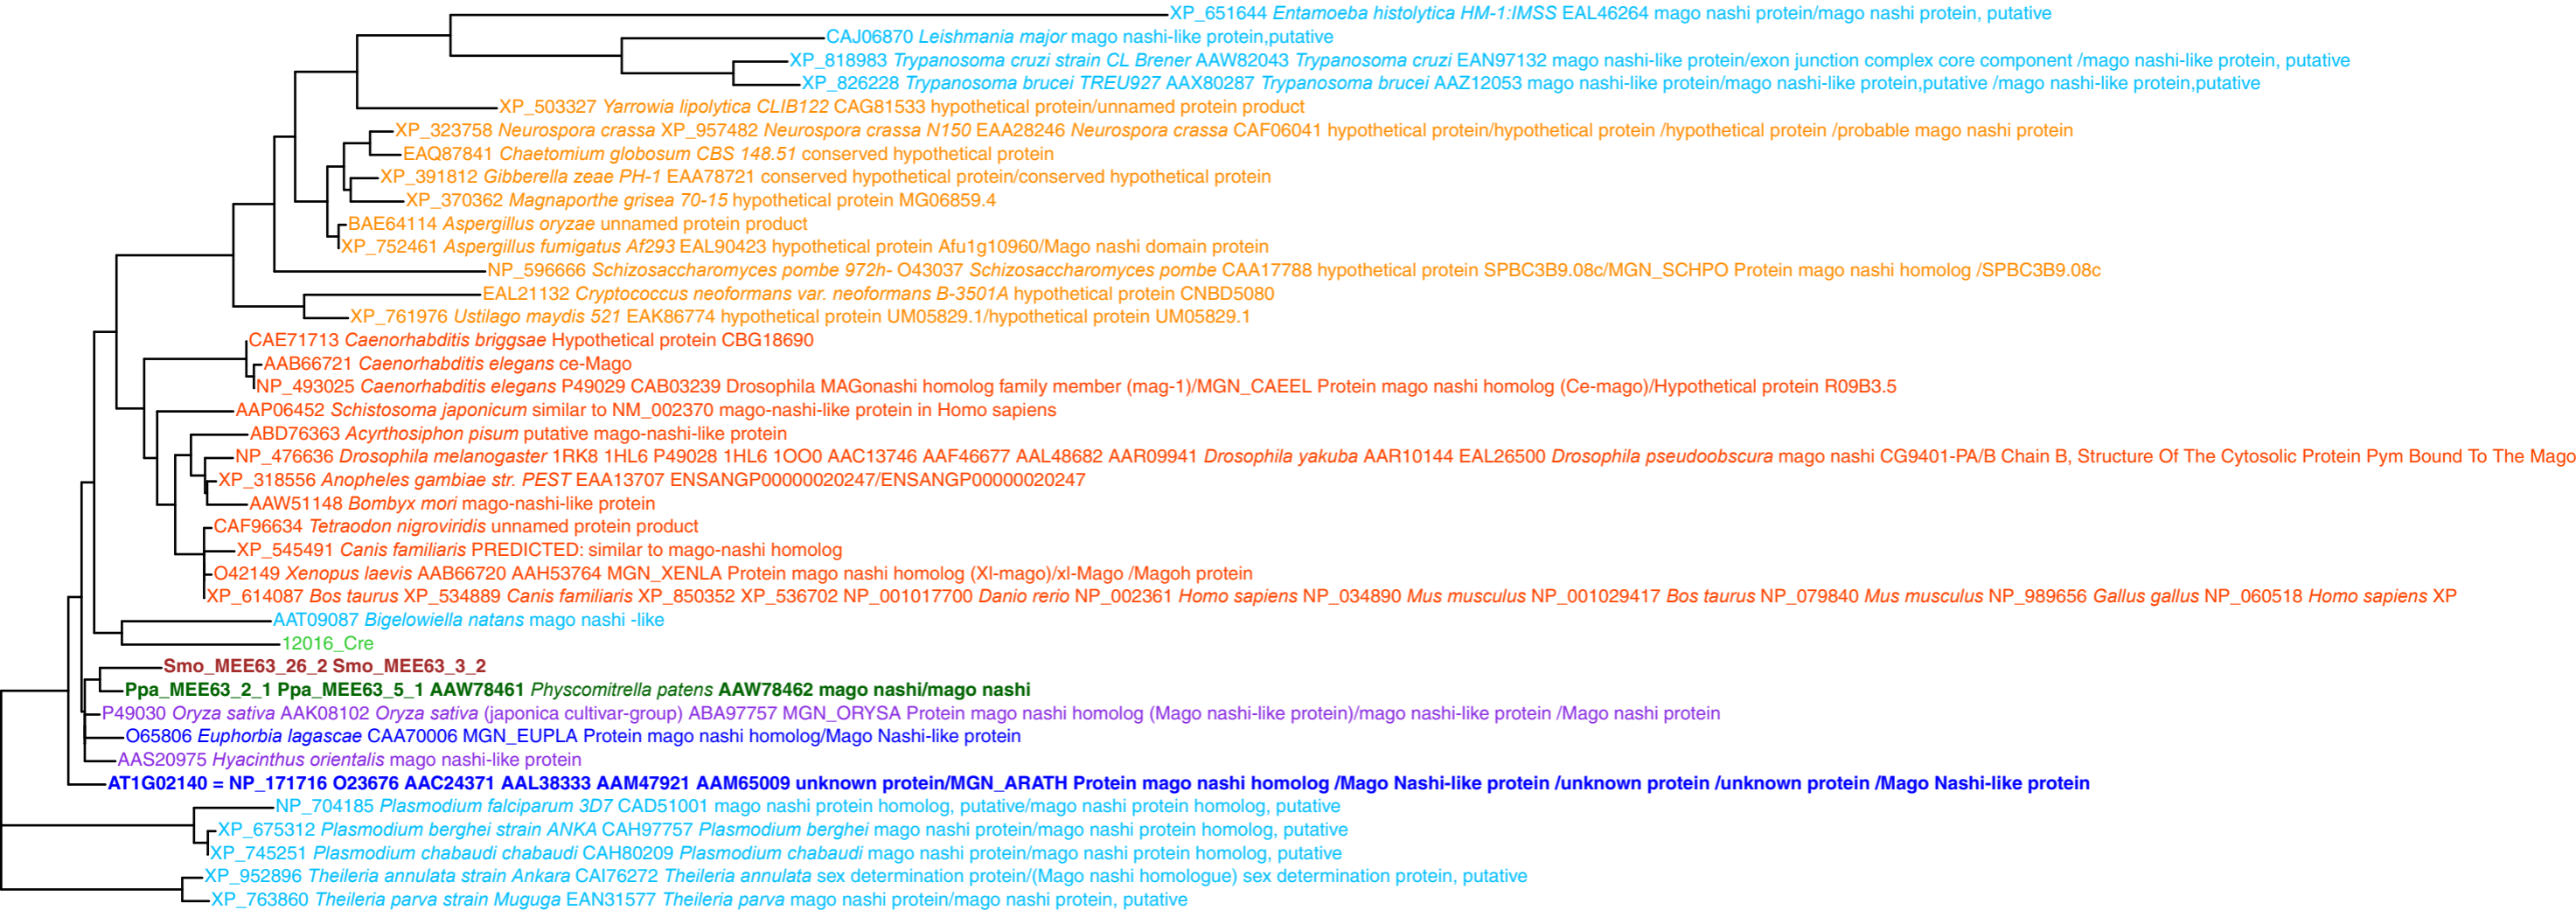 XP_651644 Entamoeba histolytica HM-1:IMSS EAL46264 mago nashi protein/mago nashi protein, putative
CAJ06870 Leishmania major mago nashi-like protein,putative
XP_818983 Trypanosoma cruzi strain CL Brener AAW82043 Trypanosoma cruzi EAN97132 mago nashi-like protein/exon junction complex core component /mago nashi-like protein, putative
XP_826228 Trypanosoma brucei TREU927 AAX80287 Trypanosoma brucei AAZ12053 mago nashi-like protein/mago nashi-like protein,putative /mago nashi-like protein,putative
XP_503327 Yarrowia lipolytica CLIB122 CAG81533 hypothetical protein/unnamed protein product
XP_323758 Neurospora crassa XP_957482 Neurospora crassa N150 EAA28246 Neurospora crassa CAF06041 hypothetical protein/hypothetical protein /hypothetical protein /probable mago nashi protein
EAQ87841 Chaetomium globosum CBS 148.51 conserved hypothetical protein
XP_391812 Gibberella zeae PH-1 EAA78721 conserved hypothetical protein/conserved hypothetical protein
XP_370362 Magnaporthe grisea 70-15 hypothetical protein MG06859.4
BAE64114 Aspergillus oryzae unnamed protein product
XP_752461 Aspergillus fumigatus Af293 EAL90423 hypothetical protein Afu1g10960/Mago nashi domain protein
NP_596666 Schizosaccharomyces pombe 972h- O43037 Schizosaccharomyces pombe CAA17788 hypothetical protein SPBC3B9.08c/MGN_SCHPO Protein mago nashi homolog /SPBC3B9.08c
EAL21132 Cryptococcus neoformans var. neoformans B-3501A hypothetical protein CNBD5080
XP_761976 Ustilago maydis 521 EAK86774 hypothetical protein UM05829.1/hypothetical protein UM05829.1
CAE71713 Caenorhabditis briggsae Hypothetical protein CBG18690
AAB66721 Caenorhabditis elegans ce-Mago
NP_493025 Caenorhabditis elegans P49029 CAB03239 Drosophila MAGonashi homolog family member (mag-1)/MGN_CAEEL Protein mago nashi homolog (Ce-mago)/Hypothetical protein R09B3.5
AAP06452 Schistosoma japonicum similar to NM_002370 mago-nashi-like protein in Homo sapiens
ABD76363 Acyrthosiphon pisum putative mago-nashi-like protein
NP_476636 Drosophila melanogaster 1RK8 1HL6 P49028 1HL6 1OO0 AAC13746 AAF46677 AAL48682 AAR09941 Drosophila yakuba AAR10144 EAL26500 Drosophila pseudoobscura mago nashi CG9401-PA/B Chain B, Structure Of The Cytosolic Protein Pym Bound To The Mago
XP_318556 Anopheles gambiae str. PEST EAA13707 ENSANGP00000020247/ENSANGP00000020247
AAW51148 Bombyx mori mago-nashi-like protein
CAF96634 Tetraodon nigroviridis unnamed protein product
XP_545491 Canis familiaris PREDICTED: similar to mago-nashi homolog
O42149 Xenopus laevis AAB66720 AAH53764 MGN_XENLA Protein mago nashi homolog (Xl-mago)/xl-Mago /Magoh protein
XP_614087 Bos taurus XP_534889 Canis familiaris XP_850352 XP_536702 NP_001017700 Danio rerio NP_002361 Homo sapiens NP_034890 Mus musculus NP_001029417 Bos taurus NP_079840 Mus musculus NP_989656 Gallus gallus NP_060518 Homo sapiens XP
AAT09087 Bigelowiella natans mago nashi -like
12016_Cre
Smo_MEE63_26_2 Smo_MEE63_3_2
Ppa_MEE63_2_1 Ppa_MEE63_5_1 AAW78461 Physcomitrella patens AAW78462 mago nashi/mago nashi
P49030 Oryza sativa AAK08102 Oryza sativa (japonica cultivar-group) ABA97757 MGN_ORYSA Protein mago nashi homolog (Mago nashi-like protein)/mago nashi-like protein /Mago nashi protein
O65806 Euphorbia lagascae CAA70006 MGN_EUPLA Protein mago nashi homolog/Mago Nashi-like protein
AAS20975 Hyacinthus orientalis mago nashi-like protein
AT1G02140 = NP_171716 O23676 AAC24371 AAL38333 AAM47921 AAM65009 unknown protein/MGN_ARATH Protein mago nashi homolog /Mago Nashi-like protein /unknown protein /unknown protein /Mago Nashi-like protein
NP_704185 Plasmodium falciparum 3D7 CAD51001 mago nashi protein homolog, putative/mago nashi protein homolog, putative
XP_675312 Plasmodium berghei strain ANKA CAH97757 Plasmodium berghei mago nashi protein/mago nashi protein homolog, putative
XP_745251 Plasmodium chabaudi chabaudi CAH80209 Plasmodium chabaudi mago nashi protein/mago nashi protein homolog, putative
XP_952896 Theileria annulata strain Ankara CAI76272 Theileria annulata sex determination protein/(Mago nashi homologue) sex determination protein, putative
XP_763860 Theileria parva strain Muguga EAN31577 Theileria parva mago nashi protein/mago nashi protein, putative